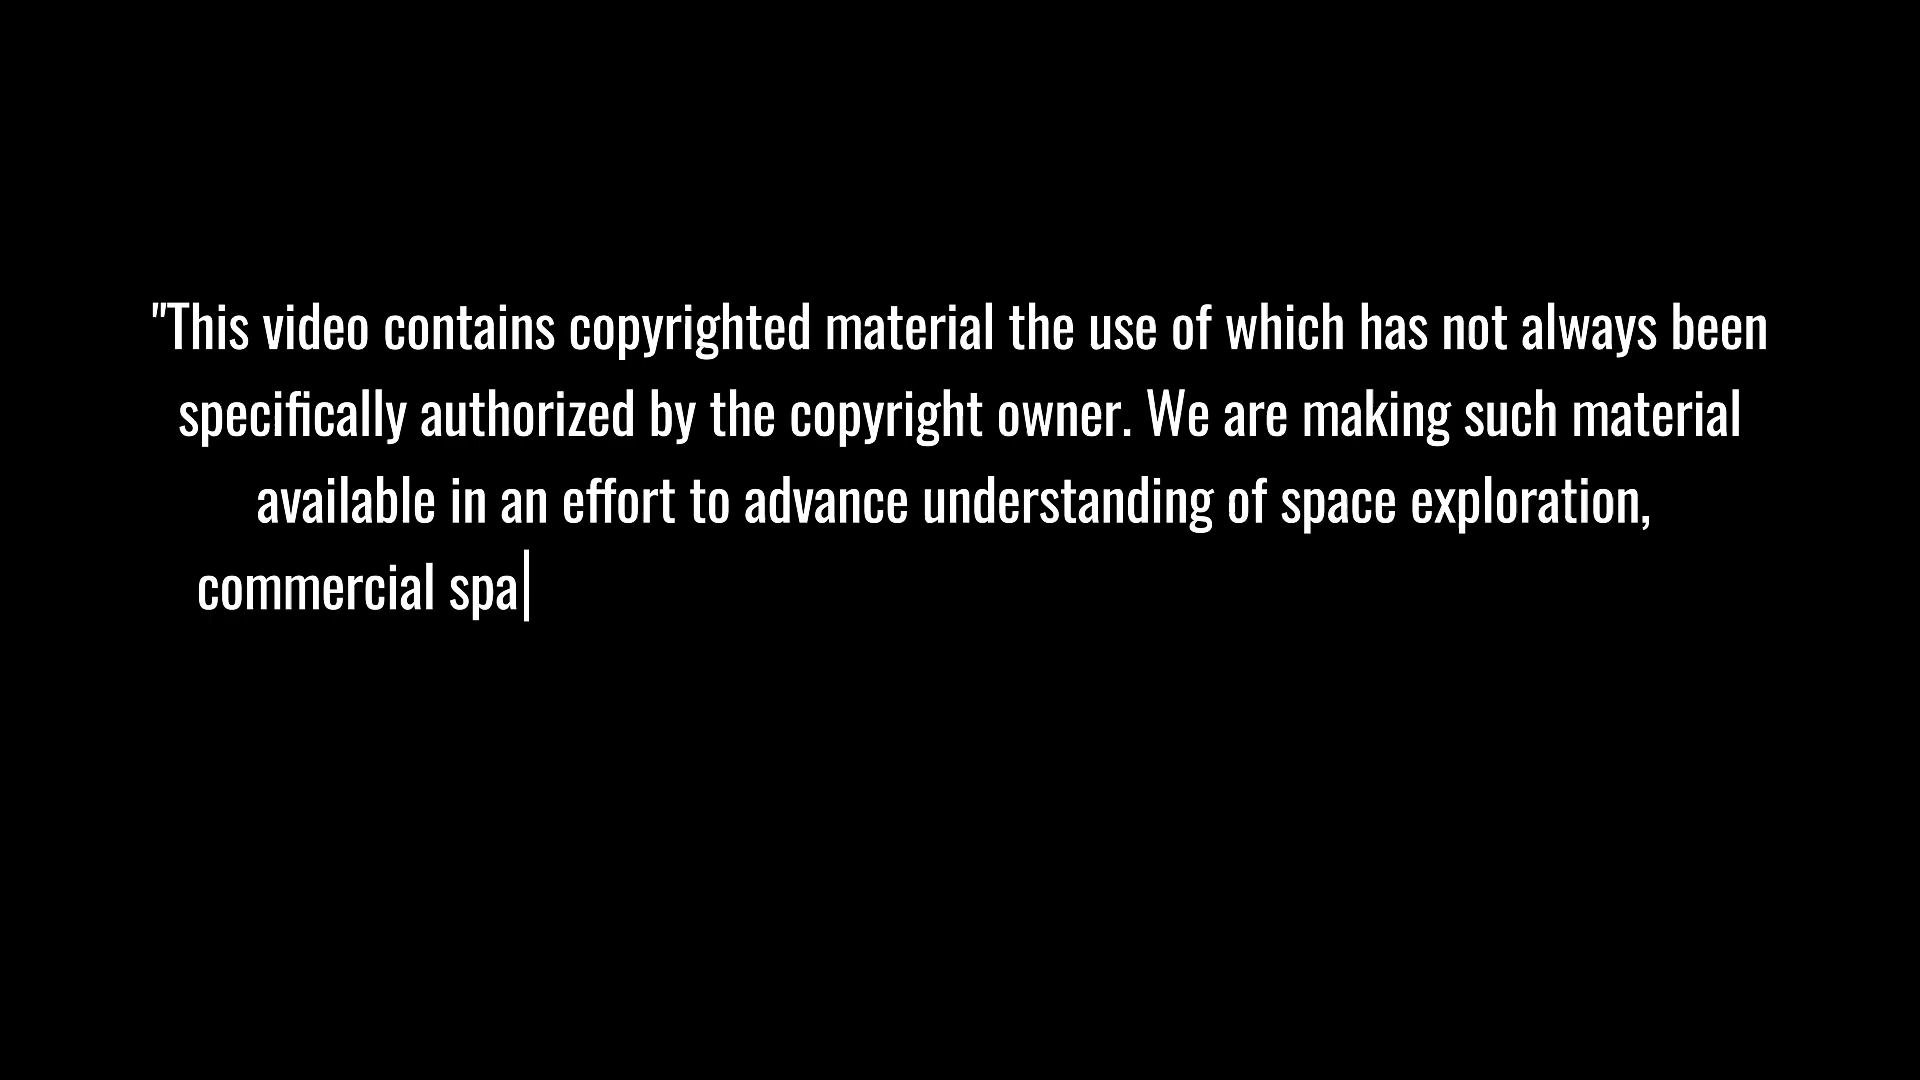 "This video contains copyrighted material the use of which has not always been
specifically authorized by the copyright owner. We are making such material
available in an effort to advance understanding of space exploration,
commercial spa